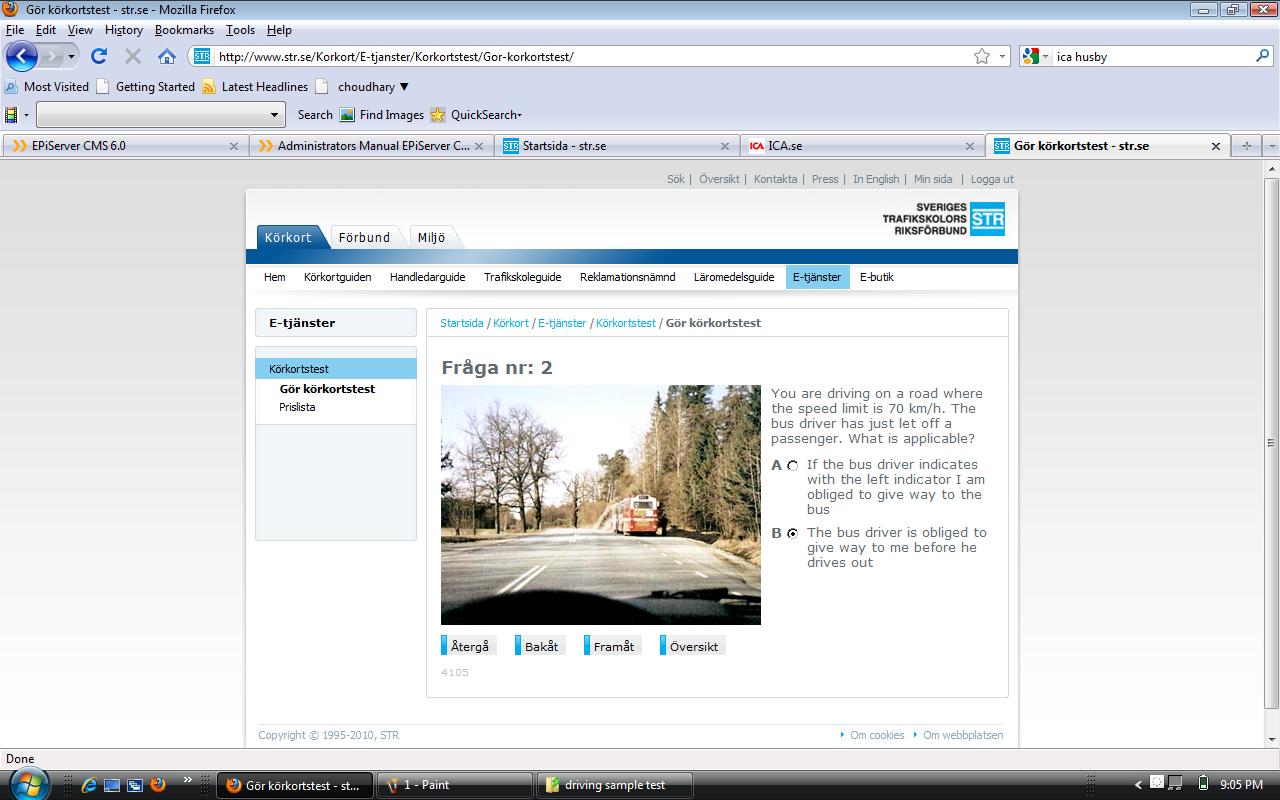 Gör körkortstest - str.se - Mozilla Firefox
File Edit View History Bookmarks Tools Help
STR http://www.str.se/Korkort/E-tjanster/Korkortstest/Gor-korkortstest/ ica husby
Most Visited Getting Started Latest Headlines choudhary ▼
Search Find Images QuickSearch
EPiServer CMS 6.0 Administrators Manual EPiServer C... STR Startsida - str.se ICA ICA.se STR Gör körkortstest - str.se
Sök | Översikt | Kontakta | Press | In English | Min sida | Logga ut
SVERIGES
TRAFIKSKOLORS STR
RIKSFÖRBUND
Körkort Förbund Miljö
Hem Körkortguiden Handledarguide Trafikskoleguide Reklamationsnämnd Läromedelsguide E-tjänster E-butik
E-tjänster
Körkortstest
Gör körkortstest
Prislista
Startsida / Körkort / E-tjänster / Körkortstest / Gör körkortstest
Fråga nr: 2
You are driving on a road where
the speed limit is 70 km/h. The
bus driver has just let off a
passenger. What is applicable?
A If the bus driver indicates
with the left indicator I am
obliged to give way to the
bus
B The bus driver is obliged to
give way to me before he
drives out
Återgå Bakåt Framåt Översikt
4105
Copyright © 1995-2010, STR Om cookies Om webbplatsen
Done
Gör körkortstest - st... 1 - Paint driving sample test 9:05 PM